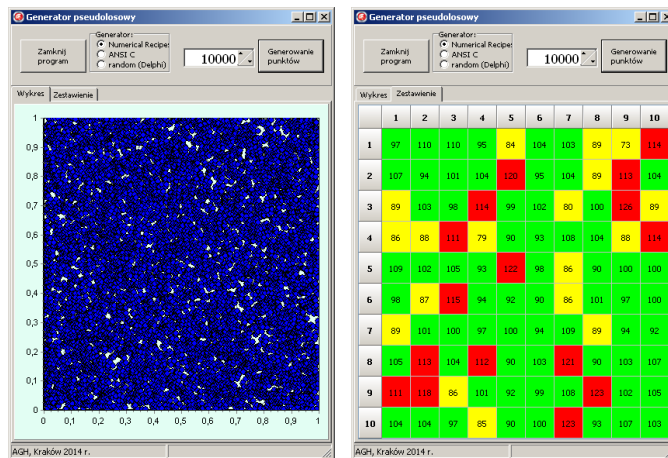 Generator pseudolosowy
Zamknij program
Generator:
Numerical Recipes
ANSI C
random (Delphi)
10000
Generowanie punktów
Wykres Zestawienie
1
0,9
0,8
0,7
0,6
0,5
0,4
0,3
0,2
0,1
0
0 0,1 0,2 0,3 0,4 0,5 0,6 0,7 0,8 0,9 1
AGH, Kraków 2014 r.
Generator pseudolosowy
Zamknij program
Generator:
Numerical Recipes
ANSI C
random (Delphi)
10000
Generowanie punktów
Wykres Zestawienie
1 2 3 4 5 6 7 8 9 10
1 97 110 110 95 84 104 103 89 73 114
2 107 94 101 104 120 95 104 89 113 104
3 89 103 98 114 99 102 80 100 126 89
4 86 88 111 79 90 93 108 104 88 114
5 109 102 105 93 122 98 86 90 100 100
6 98 87 115 94 92 90 86 101 97 100
7 89 101 100 97 100 94 109 89 94 92
8 105 113 104 112 90 103 121 90 103 107
9 111 118 86 101 92 99 108 123 102 105
10 104 104 97 85 90 100 123 93 107 103
AGH, Kraków 2014 r.